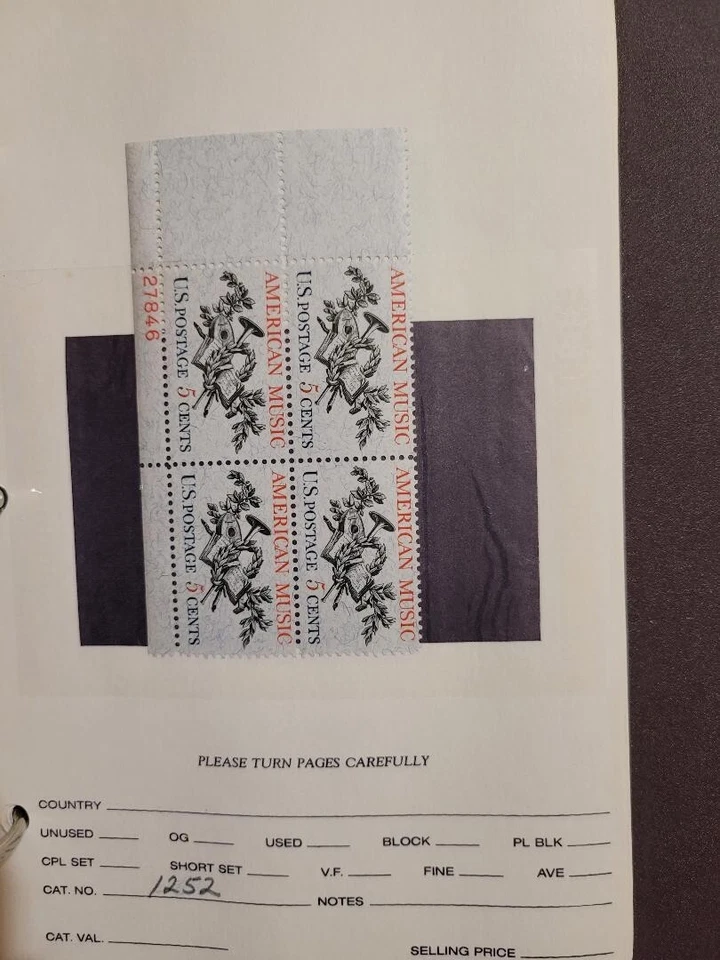 27846
AMERICAN MUSIC
U.S. POSTAGE 5 CENTS
AMERICAN MUSIC
U.S. POSTAGE 5 CENTS
AMERICAN MUSIC
U.S. POSTAGE 5 CENTS
AMERICAN MUSIC
U.S. POSTAGE 5 CENTS
PLEASE TURN PAGES CAREFULLY
COUNTRY
UNUSED OG USED BLOCK PL BLK
CPL SET SHORT SET V.F. FINE AVE
CAT. NO. 1252 NOTES
CAT. VAL. SELLING PRICE